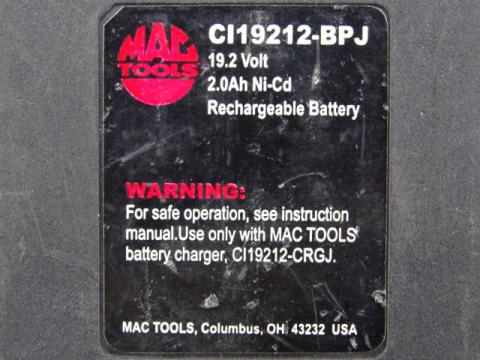 MAC
TOOLS
CI19212-BPJ
19.2 Volt
2.0Ah Ni-Cd
Rechargeable Battery
WARNING:
For safe operation, see instruction
manual.Use only with MAC TOOLS
battery charger, CI19212-CRGJ.
MAC TOOLS, Columbus, OH 43232 USA